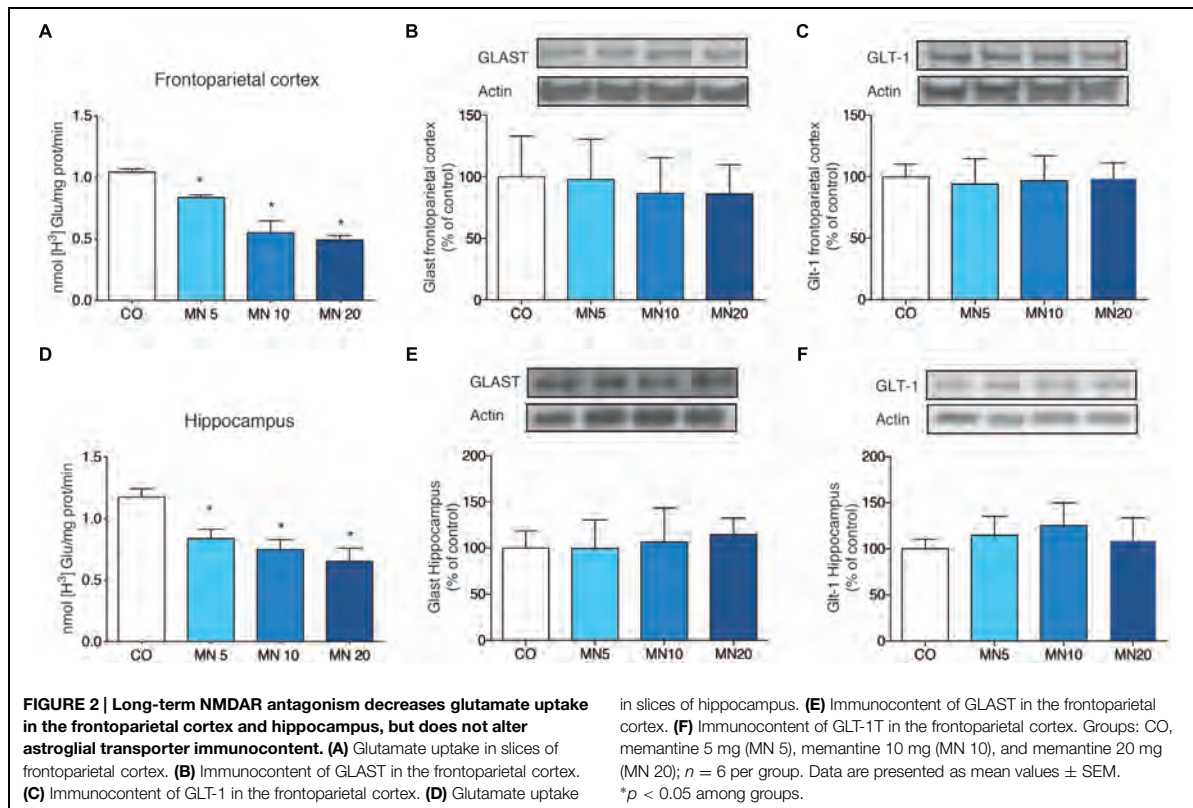 A
Frontoparietal cortex
nmol [H³] Glu/mg prot/min
1.5
1.0
0.5
0.0
*
*
*
CO MN 5 MN 10 MN 20
B
GLAST
Actin
Glast frontoparietal cortex
(% of control)
150
100
50
0
CO MN5 MN10 MN20
C
GLT-1
Actin
Glt-1 frontoparietal cortex
(% of control)
150
100
50
0
CO MN5 MN10 MN20
D
Hippocampus
nmol [H³] Glu/mg prot/min
1.5
1.0
0.5
0.0
*
*
*
CO MN 5 MN 10 MN 20
E
GLAST
Actin
Glast Hippocampus
(% of control)
200
150
100
50
0
CO MN5 MN10 MN20
F
GLT-1
Actin
Glt-1 Hippocampus
(% of control)
200
150
100
50
0
CO MN5 MN10 MN20
FIGURE 2 | Long-term NMDAR antagonism decreases glutamate uptake
in the frontoparietal cortex and hippocampus, but does not alter
astroglial transporter immunocontent. (A) Glutamate uptake in slices of
frontoparietal cortex. (B) Immunocontent of GLAST in the frontoparietal cortex.
(C) Immunocontent of GLT-1 in the frontoparietal cortex. (D) Glutamate uptake
in slices of hippocampus. (E) Immunocontent of GLAST in the frontoparietal
cortex. (F) Immunocontent of GLT-1T in the frontoparietal cortex. Groups: CO,
memantine 5 mg (MN 5), memantine 10 mg (MN 10), and memantine 20 mg
(MN 20); n = 6 per group. Data are presented as mean values ± SEM.
*p < 0.05 among groups.